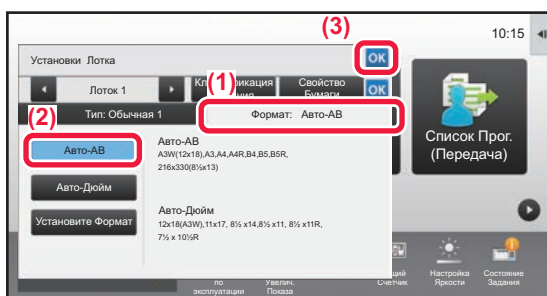 (3)
10:15
Установки Лотка
OK
(1)
Лоток 1
Свойство
Бумаги
OK
(2)
Тип: Обычная 1
Формат: Авто-AB
Авто-AB
Авто-AB
A3W(12x18),A3,A4,A4R,B4,B5,B5R,
216x330(8½x13)
Авто-Дюйм
Авто-Дюйм
12x18(A3W),11x17, 8½ x14,8½ x11, 8½ x11R,
7¼ x 10½R
Установите Формат
Список Прог.
(Передача)
по
эксплуатации
Увелич.
Показа
Счетчик
Настройка
Яркости
Состояние
Задания